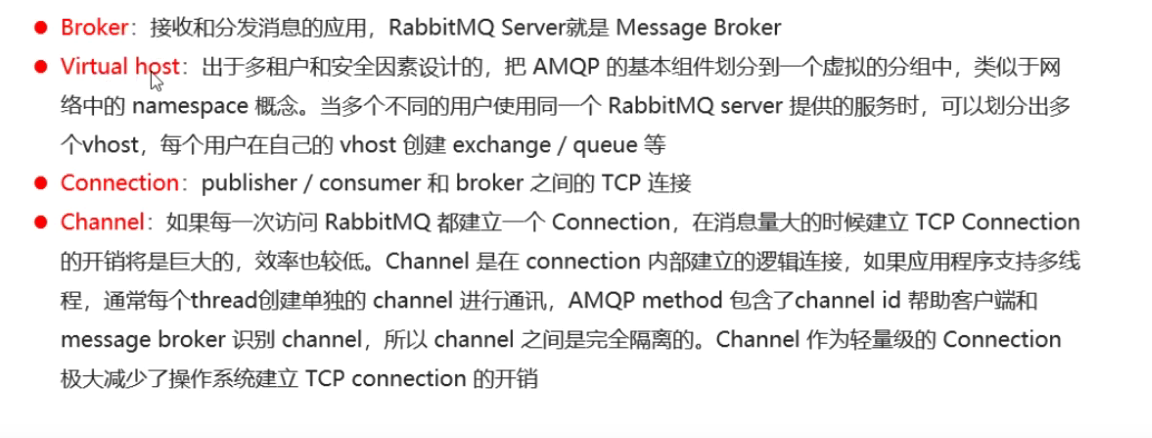 ● Broker：接收和分发消息的应用，RabbitMQ Server就是 Message Broker
● Virtual host：出于多租户和安全因素设计的，把 AMQP 的基本组件划分到一个虚拟的分组中，类似于网
络中的 namespace 概念。当多个不同的用户使用同一个 RabbitMQ server 提供的服务时，可以划分出多
个vhost，每个用户在自己的 vhost 创建 exchange / queue 等
● Connection：publisher / consumer 和 broker 之间的 TCP 连接
● Channel：如果每一次访问 RabbitMQ 都建立一个 Connection，在消息量大的时候建立 TCP Connection
的开销将是巨大的，效率也较低。Channel 是在 connection 内部建立的逻辑连接，如果应用程序支持多线
程，通常每个thread创建单独的 channel 进行通讯，AMQP method 包含了channel id 帮助客户端和
message broker 识别 channel，所以 channel 之间是完全隔离的。Channel 作为轻量级的 Connection
极大减少了操作系统建立 TCP connection 的开销